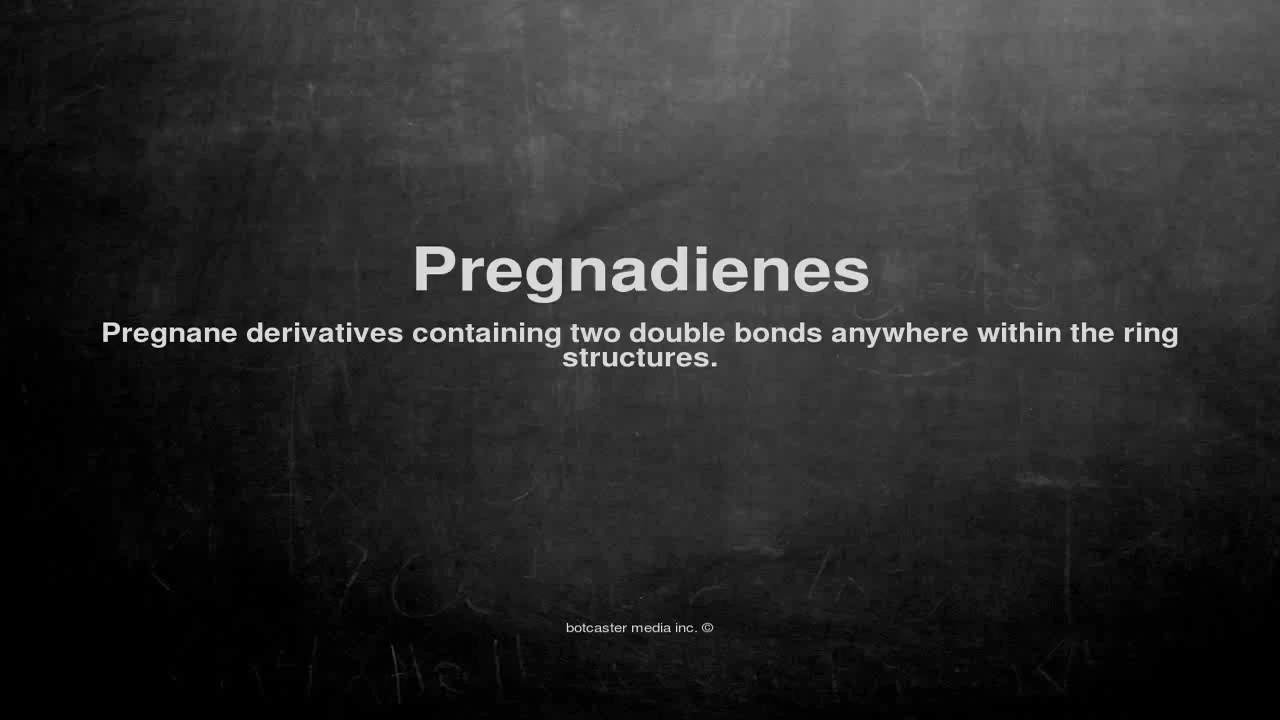 Pregnadienes
Pregnane derivatives containing two double bonds anywhere within the ring
structures.
botcaster media inc. ©